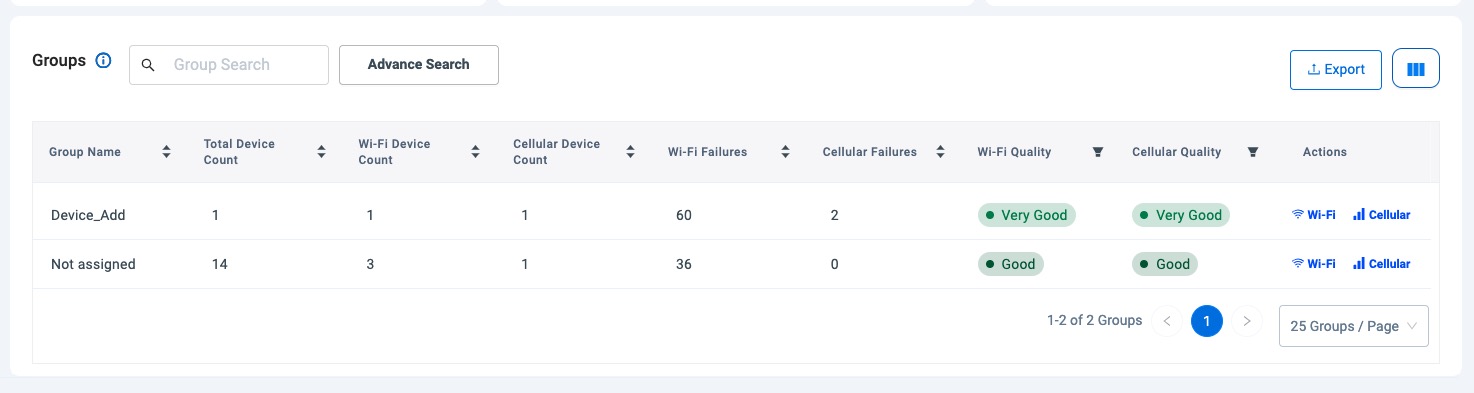 Groups
Group Search
Advance Search
Export
Group Name
Total Device
Count
Wi-Fi Device
Count
Cellular Device
Count
Wi-Fi Failures
Cellular Failures
Wi-Fi Quality
Cellular Quality
Actions
Device_Add 1 1 1 60 2 Very Good Very Good Wi-Fi Cellular
Not assigned 14 3 1 36 0 Good Good Wi-Fi Cellular
1-2 of 2 Groups < 1 > 25 Groups / Page